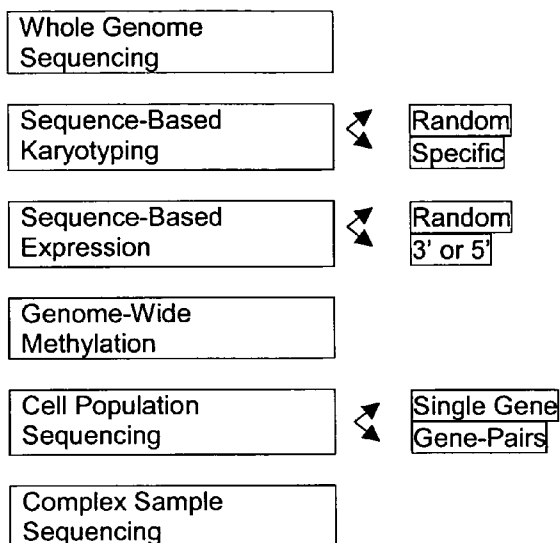 Whole Genome
Sequencing
Sequence-Based
Karyotyping
Random
Specific
Sequence-Based
Expression
Random
3' or 5'
Genome-Wide
Methylation
Cell Population
Sequencing
Single Gene
Gene-Pairs
Complex Sample
Sequencing